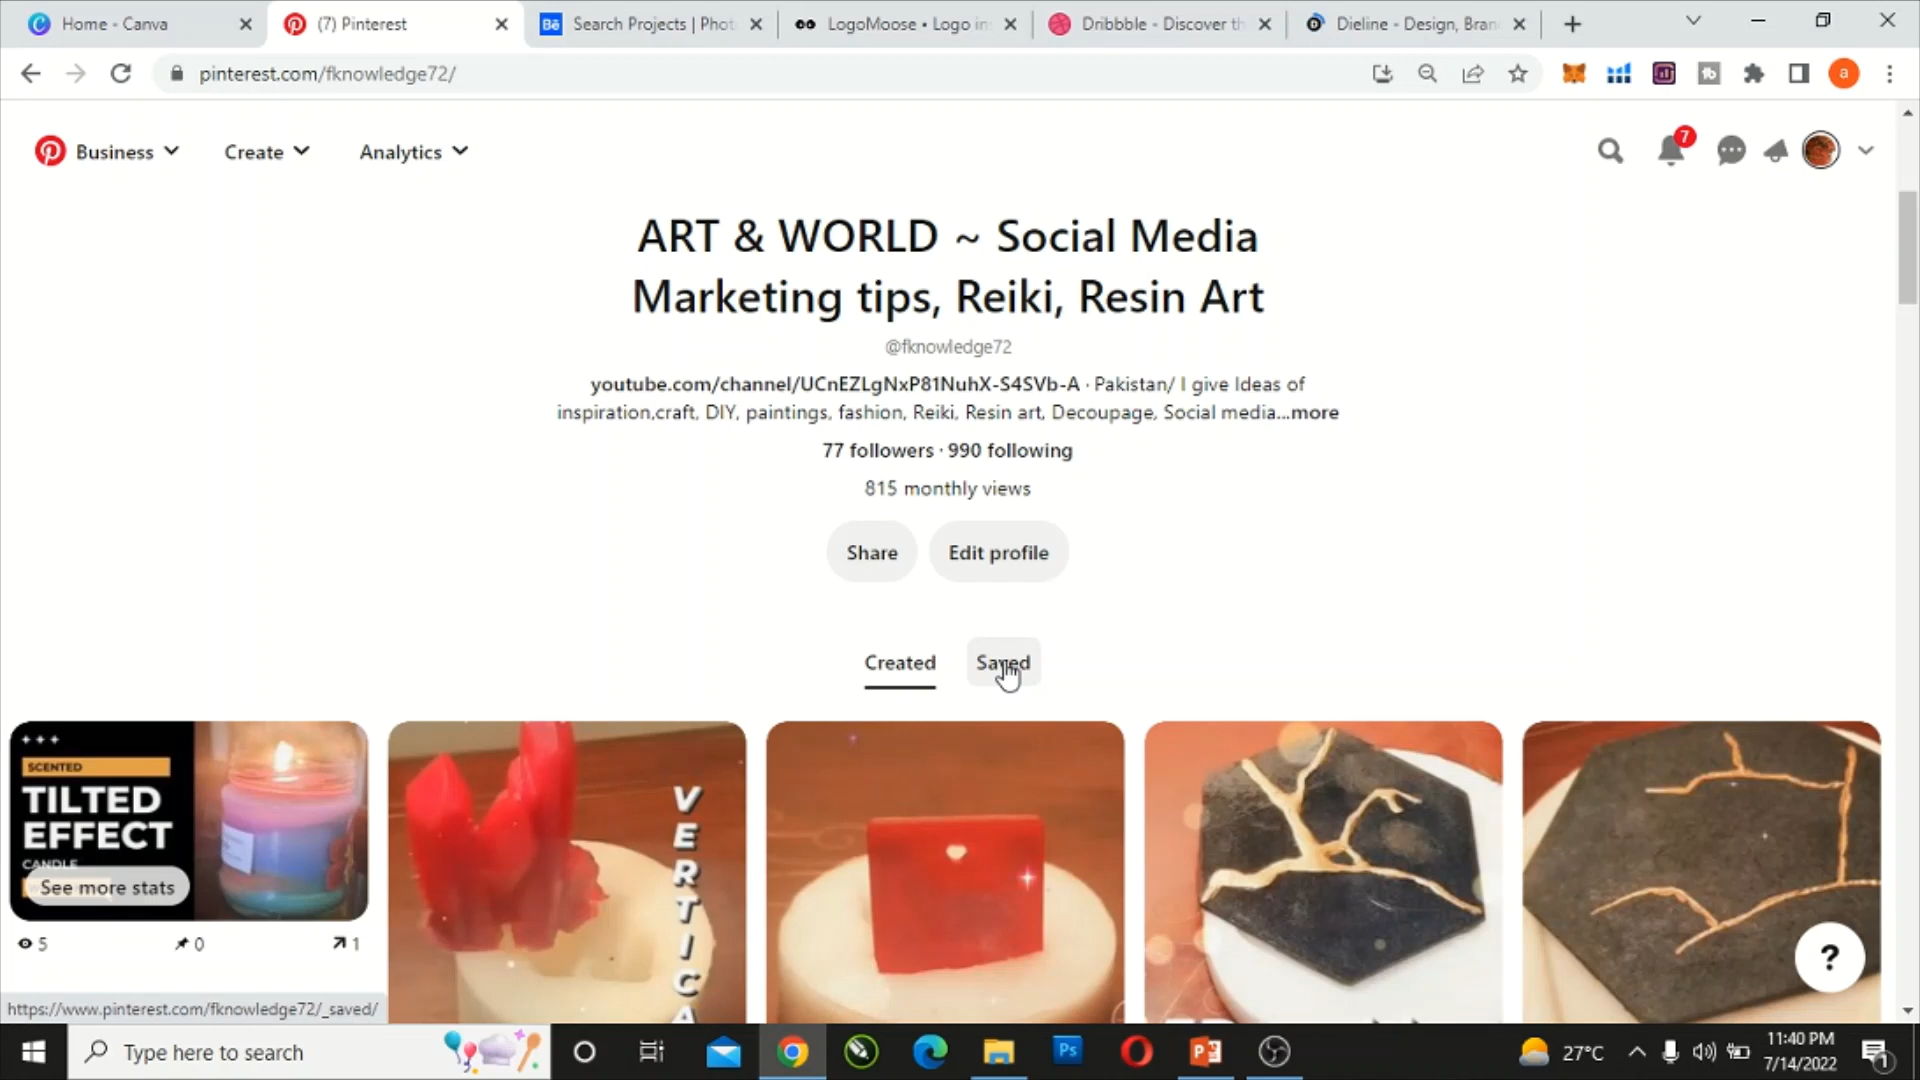 Home - Canva
(7) Pinterest
Bē Search Projects | Phot
LogoMoose • Logo in
Dribbble - Discover th
Dieline - Design, Bran
pinterest.com/fknowledge72/
a
Business
Create
Analytics
7
ART & WORLD ~ Social Media
Marketing tips, Reiki, Resin Art
@fknowledge72
youtube.com/channel/UCnEZLgNxP81NuhX-S4SVb-A · Pakistan/ I give Ideas of
inspiration,craft, DIY, paintings, fashion, Reiki, Resin art, Decoupage, Social media...more
77 followers · 990 following
815 monthly views
Share
Edit profile
Created
Saved
SCENTED
TILTED
EFFECT
CANDLE
See more stats
5
0
1
VERTICA
?
https://www.pinterest.com/fknowledge72/_saved/
Type here to search
Ps
27°C
11:40 PM
7/14/2022
1